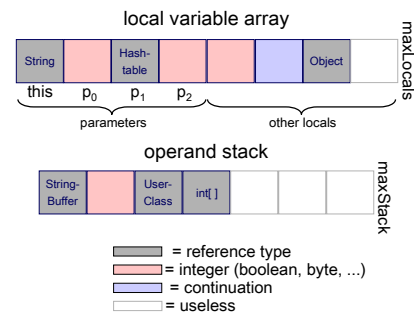 local variable array
String
Hash-
table
Object
maxLocals
this p0 p1 p2
parameters other locals
operand stack
String-
Buffer
User-
Class
int[ ]
maxStack
= reference type
= integer (boolean, byte, ...)
= continuation
= useless